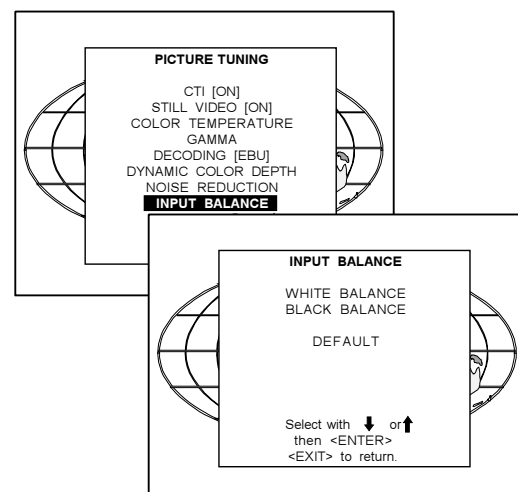 PICTURE TUNING
CTI [ON]
STILL VIDEO [ON]
COLOR TEMPERATURE
GAMMA
DECODING [EBU]
DYNAMIC COLOR DEPTH
NOISE REDUCTION
INPUT BALANCE
INPUT BALANCE
WHITE BALANCE
BLACK BALANCE
DEFAULT
Select with ⬇ or⬆
then <ENTER>
<EXIT> to return.